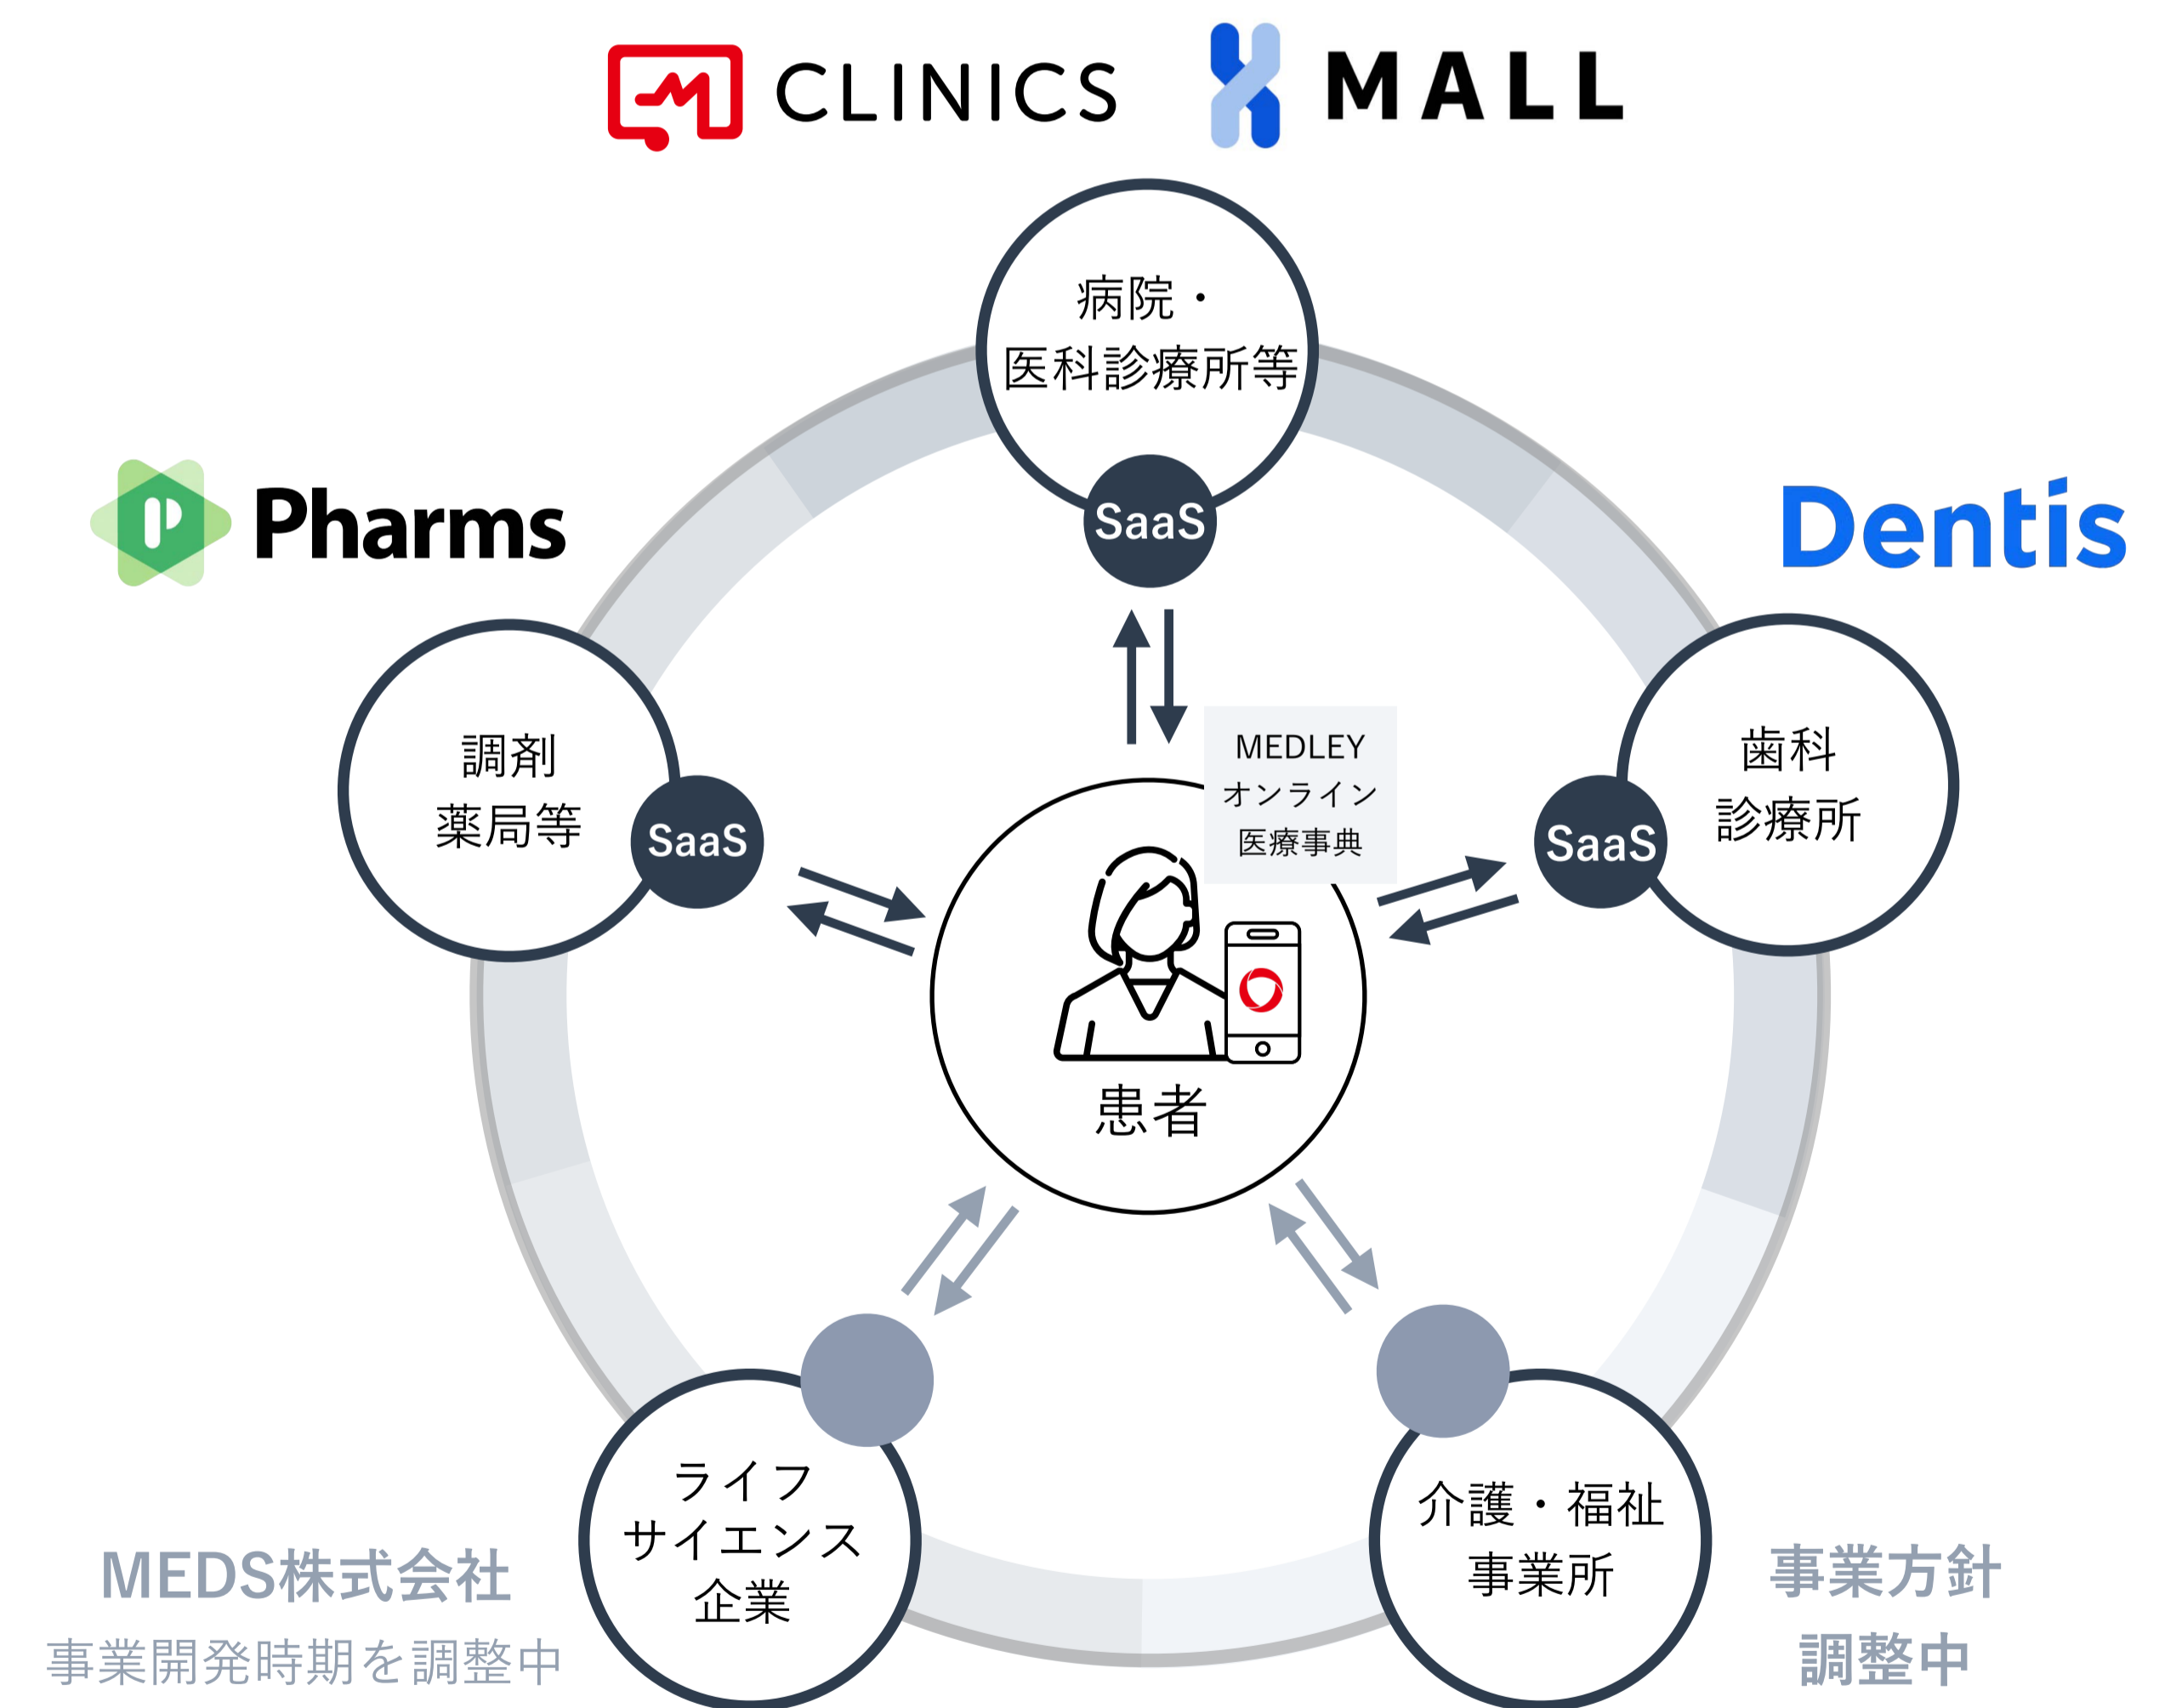 CLINICS
MALL
病院・
医科診療所等
SaaS
Pharms
Dentis
調剤
薬局等
SaaS
MEDLEY
オンライン
医療事典
歯科
診療所
SaaS
患者
ライフ
サイエンス
企業
介護・福祉
事業所
MEDS株式会社
事業開発時期を調整中
事業方針
調整中